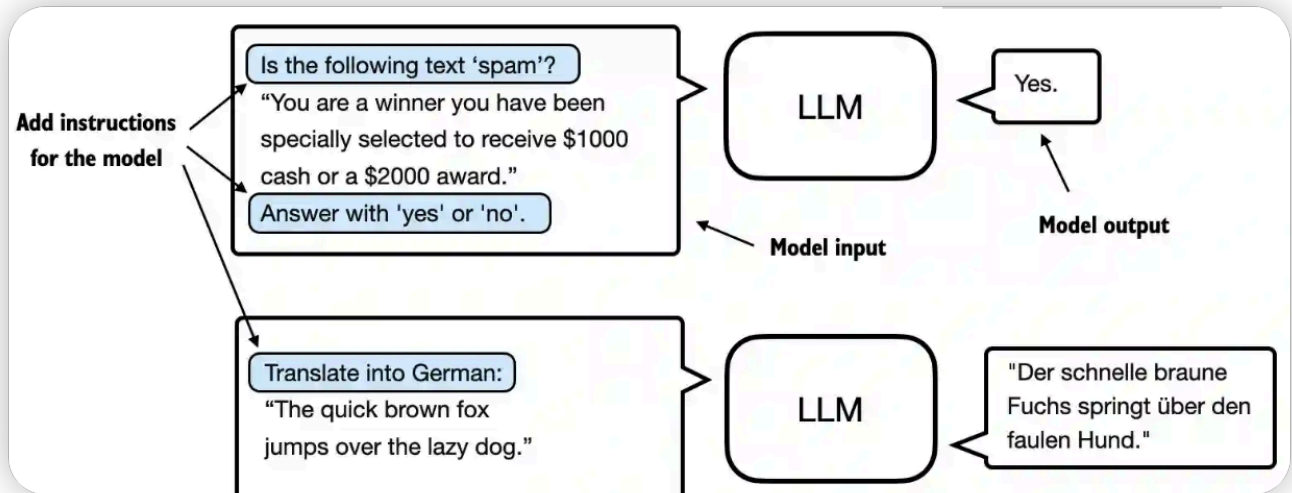 Is the following text ‘spam’?
“You are a winner you have been
specially selected to receive $1000
cash or a $2000 award.”
Answer with 'yes' or 'no'.
Add instructions
for the model
LLM
Yes.
Model input
Model output
Translate into German:
“The quick brown fox
jumps over the lazy dog.”
LLM
"Der schnelle braune
Fuchs springt über den
faulen Hund."